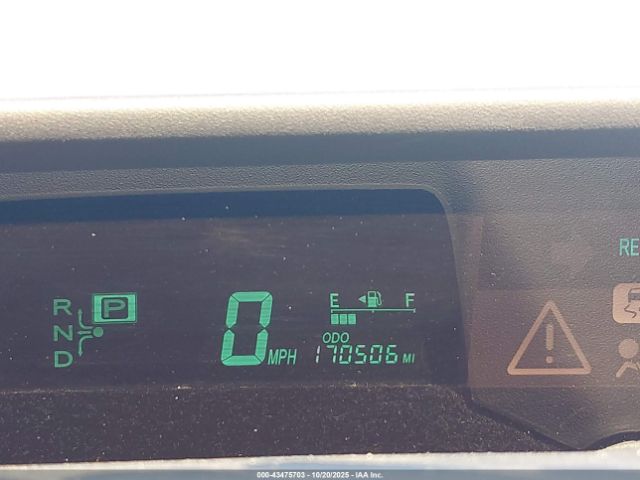 RE
R P
N
D
0 MPH
E F
ODO
170506 MI
000-43475703 - 10/20/2025 - IAA Inc.